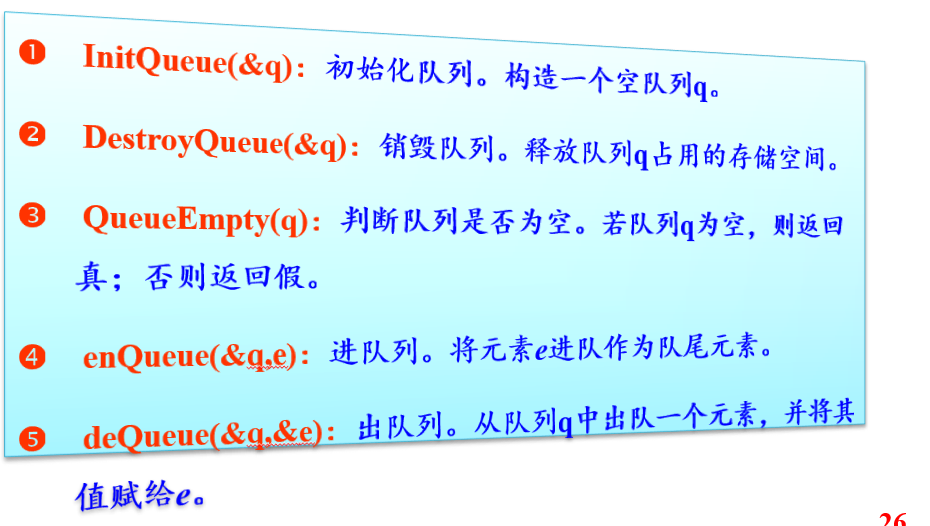 ❶ InitQueue(&q)：初始化队列。构造一个空队列q。
❷ DestroyQueue(&q)：销毁队列。释放队列q占用的存储空间。
❸ QueueEmpty(q)：判断队列是否为空。若队列q为空，则返回
真；否则返回假。
❹ enQueue(&q,e)：进队列。将元素e进队作为队尾元素。
❺ deQueue(&q,&e)：出队列。从队列q中出队一个元素，并将其
值赋给e。
26